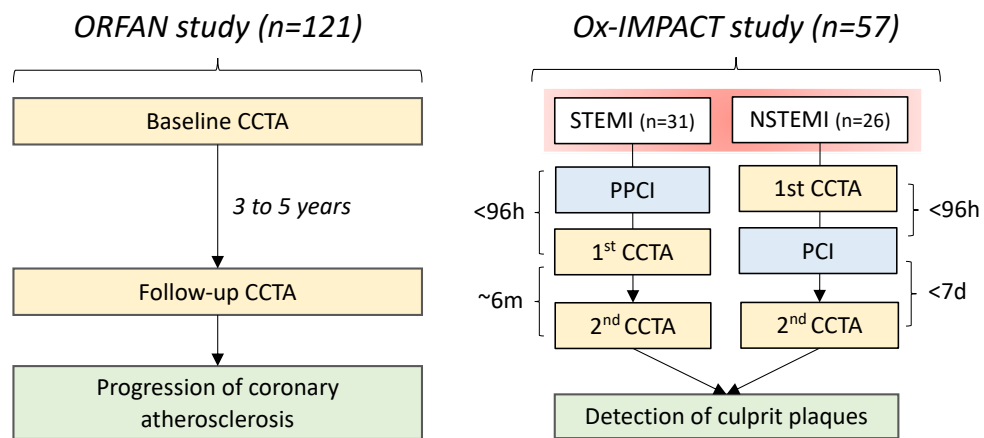 ORFAN study (n=121)
Baseline CCTA
3 to 5 years
Follow-up CCTA
Progression of coronary
atherosclerosis
Ox-IMPACT study (n=57)
STEMI (n=31)
NSTEMI (n=26)
<96h
PPCI
1st CCTA
~6m
2nd CCTA
1st CCTA
<96h
PCI
<7d
2nd CCTA
Detection of culprit plaques